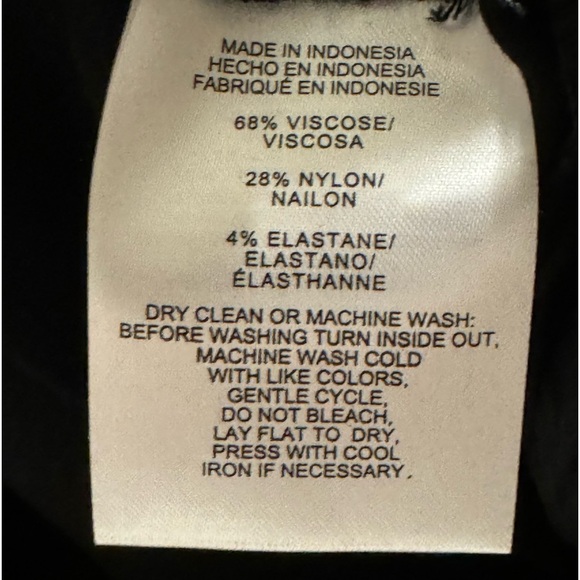 MADE IN INDONESIA
HECHO EN INDONESIA
FABRIQUÉ EN INDONESIE
68% VISCOSE/
VISCOSA
28% NYLON/
NAILON
4% ELASTANE/
ELASTANO/
ÉLASTHANNE
DRY CLEAN OR MACHINE WASH:
BEFORE WASHING TURN INSIDE OUT,
MACHINE WASH COLD
WITH LIKE COLORS,
GENTLE CYCLE,
DO NOT BLEACH,
LAY FLAT TO DRY,
PRESS WITH COOL
IRON IF NECESSARY.